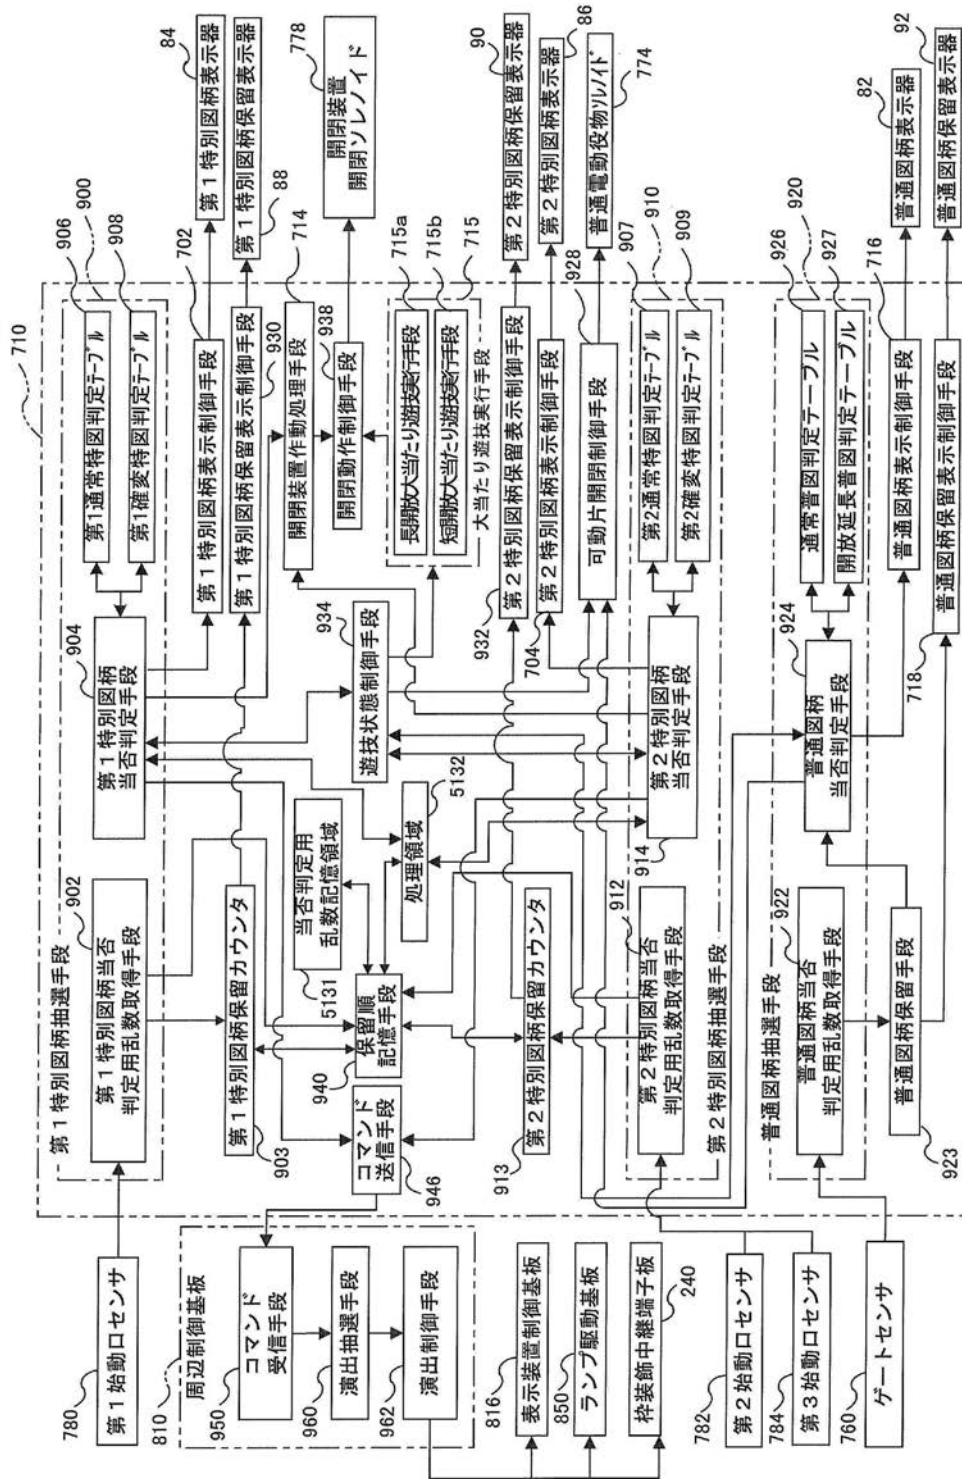 710
780
第1始動口センサ
第1特別図柄抽選手段
902
第1特別図柄当否
判定用乱数取得手段
904
第1特別図柄
当否判定手段
906
第1通常特図判定テーブル
900
第1確変特図判定テーブル
908
702
第1特別図柄表示制御手段
84
第1特別図柄表示器
第1特別図柄保留カウンタ
903
第1特別図柄保留表示制御手段
930
第1特別図柄保留表示器
88
714
開閉装置作動処理手段
938
開閉動作制御手段
開閉装置
開閉ソレノイド
778
715a
長開放大当たり遊技実行手段
715b
短開放大当たり遊技実行手段
715
大当たり遊技実行手段
当否判定用
乱数記憶領域
5131
処理領域
5132
遊技状態制御手段
934
保留順
記憶手段
940
コマンド
送信手段
946
810
周辺制御基板
950
コマンド
受信手段
960
演出抽選手段
962
演出制御手段
816
表示装置制御基板
850
ランプ駆動基板
枠装飾中継端子板
240
第2特別図柄保留カウンタ
913
932
第2特別図柄保留表示制御手段
第2特別図柄保留表示器
90
704
第2特別図柄表示制御手段
第2特別図柄表示器
86
928
可動片開閉制御手段
普通電動役物ソレノイド
774
782
第2始動口センサ
784
第3始動口センサ
912
第2特別図柄当否
判定用乱数取得手段
第2特別図柄抽選手段
914
第2特別図柄
当否判定手段
907
第2通常特図判定テーブル
910
第2確変特図判定テーブル
909
760
ゲートセンサ
普通図柄抽選手段
922
普通図柄当否
判定用乱数取得手段
924
普通図柄
当否判定手段
926
通常普図判定テーブル
920
開放延長普図判定テーブル
927
普通図柄保留手段
923
716
普通図柄表示制御手段
82
普通図柄表示器
718
普通図柄保留表示制御手段
普通図柄保留表示器
92